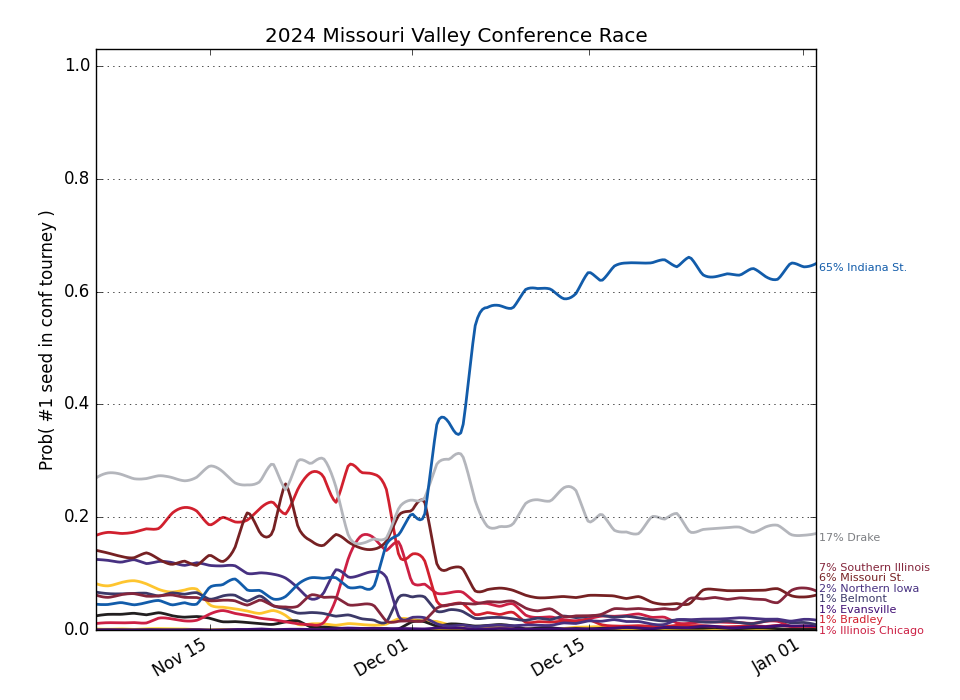 2024 Missouri Valley Conference Race
Prob( #1 seed in conf tourney )
1.0
0.8
0.6
0.4
0.2
0.0
Nov 15
Dec 01
Dec 15
Jan 01
65% Indiana St.
17% Drake
7% Southern Illinois
6% Missouri St.
2% Northern Iowa
1% Belmont
1% Evansville
1% Bradley
1% Illinois Chicago